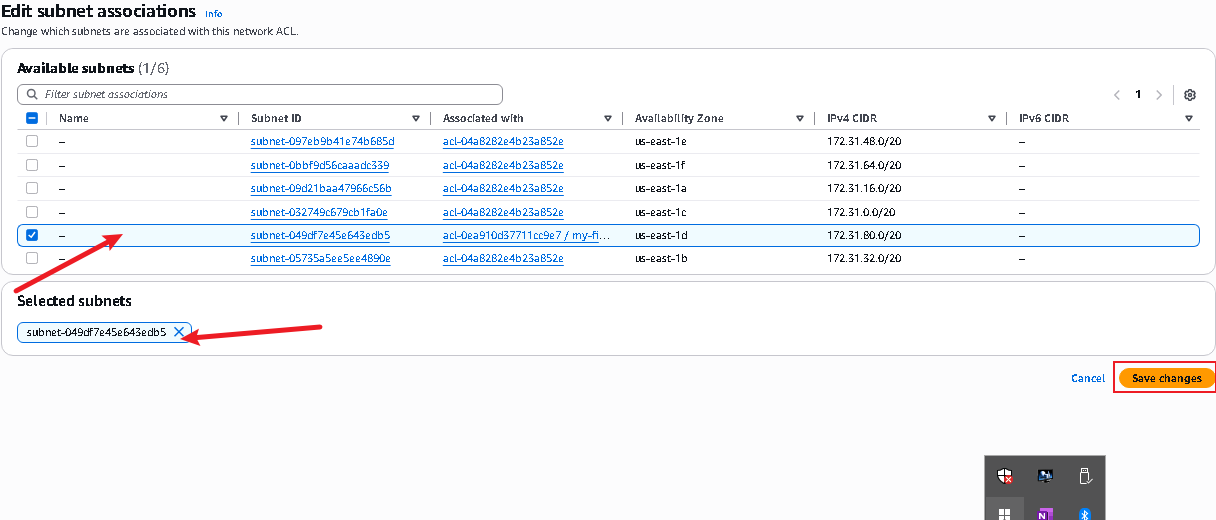 Edit subnet associations Info
Change which subnets are associated with this network ACL.
Available subnets (1/6)
Filter subnet associations
1
Name Subnet ID Associated with Availability Zone IPv4 CIDR IPv6 CIDR
– subnet-097eb9b41e74b685d acl-04a8282e4b23a852e us-east-1e 172.31.48.0/20 –
– subnet-0bbf9d56caaadc339 acl-04a8282e4b23a852e us-east-1f 172.31.64.0/20 –
– subnet-09d21baa47966c56b acl-04a8282e4b23a852e us-east-1a 172.31.16.0/20 –
– subnet-032749c679cb1fa0e acl-04a8282e4b23a852e us-east-1c 172.31.0.0/20 –
– subnet-049df7e45e643edb5 acl-0ea910d37711cc9e7 / my-fi... us-east-1d 172.31.80.0/20 –
– subnet-05735a5ee5ee4890e acl-04a8282e4b23a852e us-east-1b 172.31.32.0/20 –
Selected subnets
subnet-049df7e45e643edb5
Cancel Save changes